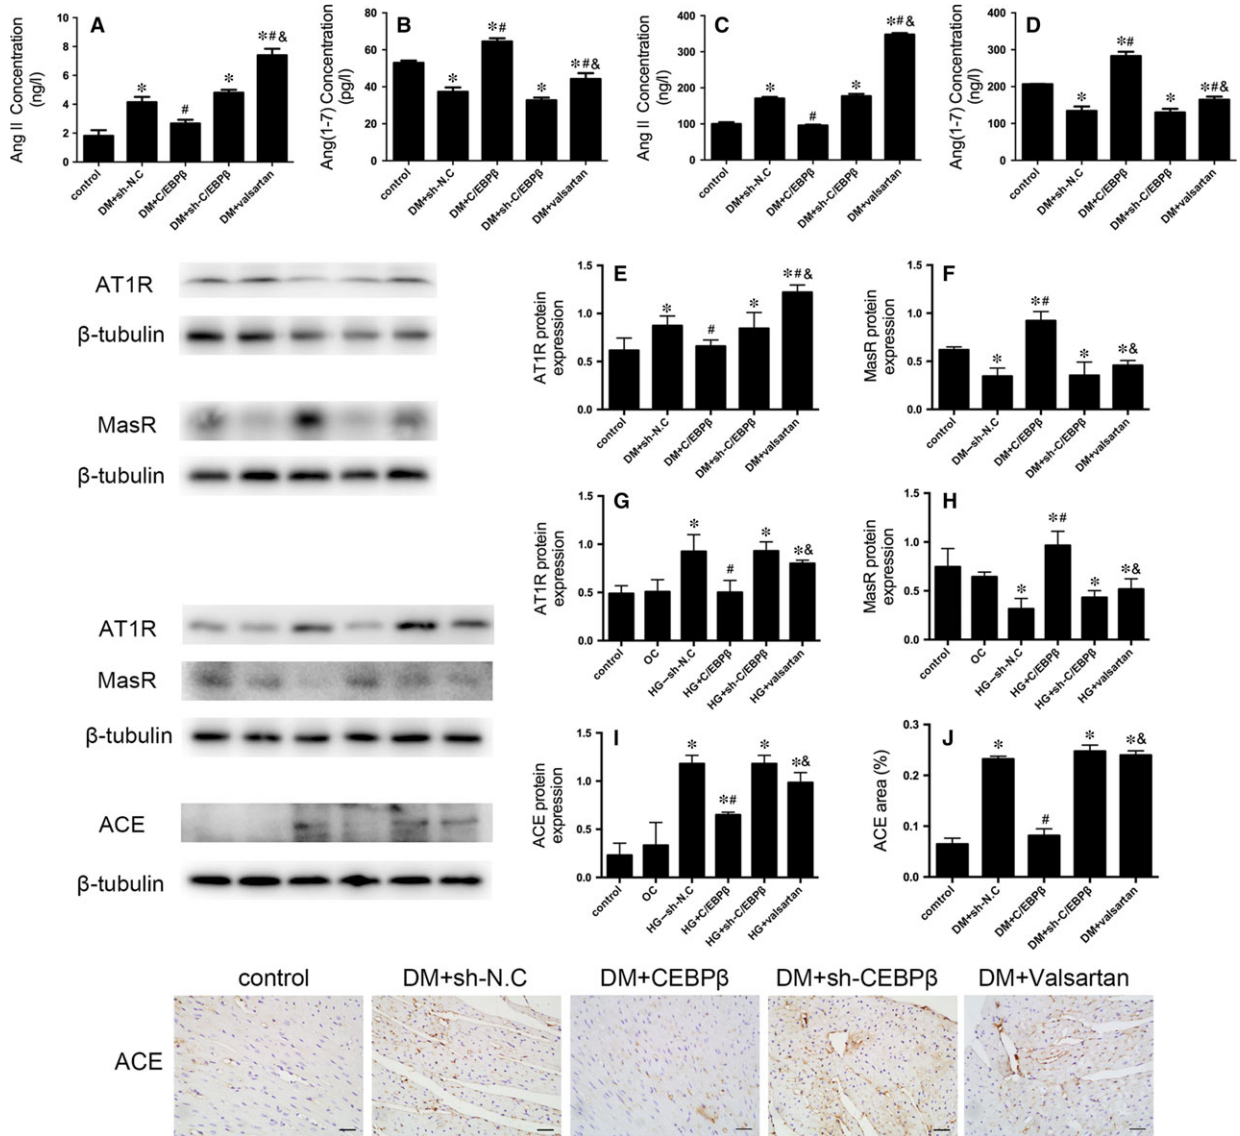 A
Ang II Concentration
(ng/l)
10
8
6
4
2
0
*
#
*
*#&
control
DM+sh-N.C
DM+C/EBPβ
DM+sh-C/EBPβ
DM+valsartan
B
Ang(1-7) Concentration
(pg/l)
80
60
40
20
0
*
*#
*
*#&
control
DM+sh-N.C
DM+C/EBPβ
DM+sh-C/EBPβ
DM+valsartan
C
Ang II Concentration
(ng/l)
400
300
200
100
0
*
#
*
*#&
control
DM+sh-N.C
DM+C/EBPβ
DM+sh-C/EBPβ
DM+valsartan
D
Ang(1-7) Concentration
(ng/l)
400
300
200
100
0
*
*#
*
*#&
control
DM+sh-N.C
DM+C/EBPβ
DM+sh-C/EBPβ
DM+valsartan
AT1R
β-tubulin
MasR
β-tubulin
E
AT1R protein
expression
1.5
1.0
0.5
0.0
*
#
*
*#&
control
DM+sh-N.C
DM+C/EBPβ
DM+sh-C/EBPβ
DM+valsartan
F
MasR protein
expression
1.5
1.0
0.5
0.0
*
*#
*
*&
control
DM–sh-N.C
DM+C/EBPβ
DM+sh-C/EBPβ
DM+valsartan
AT1R
MasR
β-tubulin
ACE
β-tubulin
G
AT1R protein
expression
1.5
1.0
0.5
0.0
*
#
*
*&
control
OC
HG–sh-N.C
HG+C/EBPβ
HG+sh-C/EBPβ
HG+valsartan
H
MasR protein
expression
1.5
1.0
0.5
0.0
*
*#
*
*&
control
OC
HG–sh-N.C
HG+C/EBPβ
HG+sh-C/EBPβ
HG+valsartan
I
ACE protein
expression
1.5
1.0
0.5
0.0
*
*#
*
*&
control
OC
HG–sh-N.C
HG+C/EBPβ
HG+sh-C/EBPβ
HG+valsartan
J
ACE area (%)
0.3
0.2
0.1
0.0
*
#
*
*&
comtrol
DM+sh-N.C
DM+C/EBPβ
DM+sh-C/EBPβ
DM+valsartan
control
DM+sh-N.C
DM+CEBPβ
DM+sh-CEBPβ
DM+Valsartan
ACE